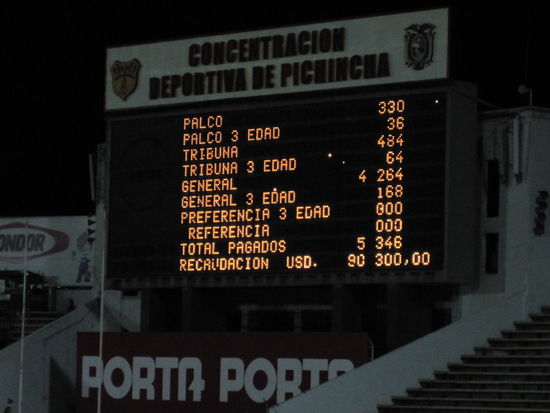 CONCENTRACION
DEPORTIVA DE PICHINCHA
PALCO 330
PALCO 3 EDAD 36
TRIBUNA 484
TRIBUNA 3 EDAD 64
GENERAL 4 264
GENERAL 3 EDAD 168
PREFERENCIA 3 EDAD 000
REFERENCIA 000
TOTAL PAGADOS 5 346
RECAUDACION USD. 90 300,00
CONDOR
PORTA PORTA